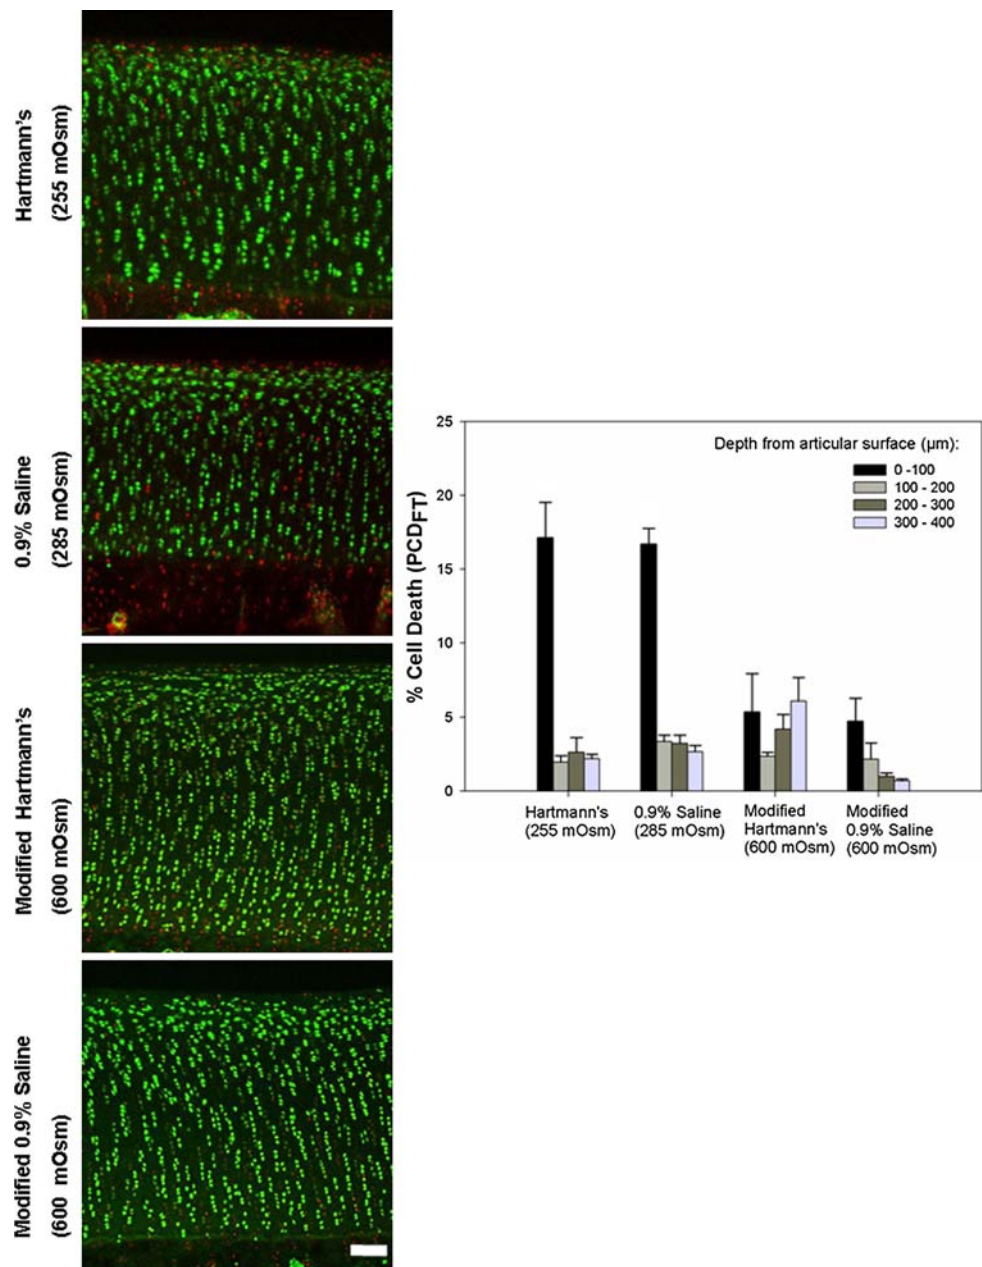 Hartmann's
(255 mOsm)
0.9% Saline
(285 mOsm)
Modified Hartmann's
(600 mOsm)
Modified 0.9% Saline
(600 mOsm)
% Cell Death (PCDFT)
25
20
15
10
5
0
Depth from articular surface (µm):
0 -100
100 - 200
200 - 300
300 - 400
Hartmann's
(255 mOsm)
0.9% Saline
(285 mOsm)
Modified
Hartmann's
(600 mOsm)
Modified
0.9% Saline
(600 mOsm)